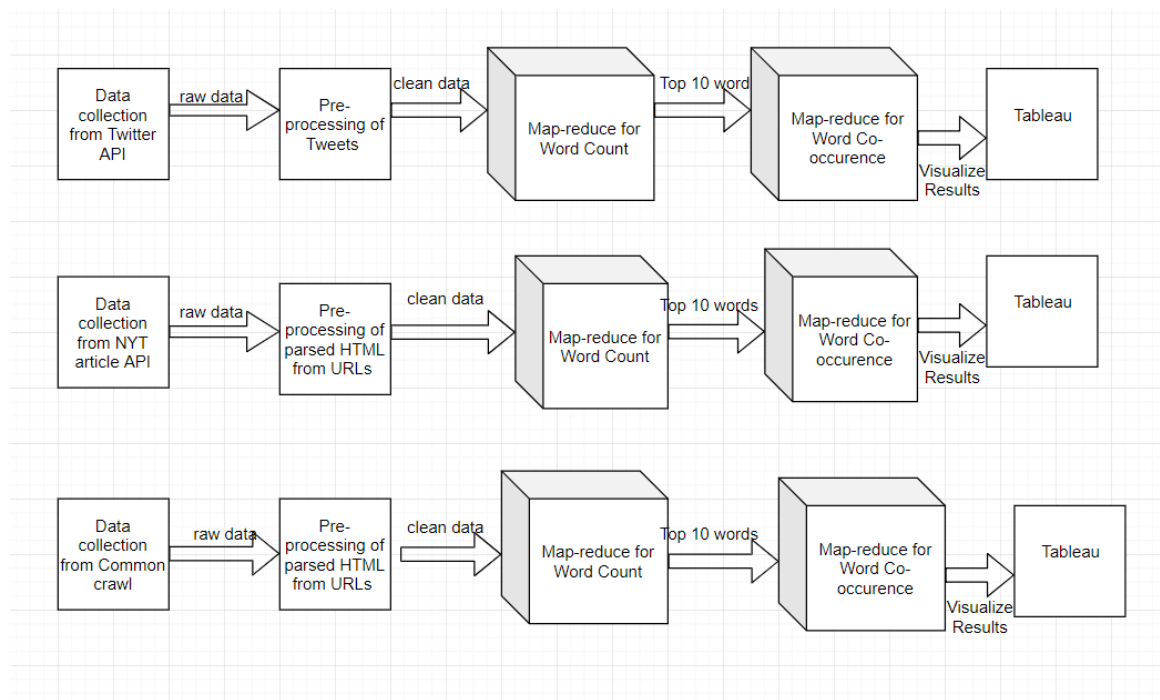 Data
collection
from Twitter
API
raw data
Pre-
processing of
Tweets
clean data
Map-reduce for
Word Count
Top 10 word
Map-reduce for
Word Co-
occurence
Visualize
Results
Tableau
Data
collection
from NYT
article API
raw data
Pre-
processing of
parsed HTML
from URLs
clean data
Map-reduce for
Word Count
Top 10 words
Map-reduce for
Word Co-
occurence
Visualize
Results
Tableau
Data
collection
from Common
crawl
raw data
Pre-
processing of
parsed HTML
from URLs
clean data
Map-reduce for
Word Count
Top 10 words
Map-reduce for
Word Co-
occurence
Visualize
Results
Tableau